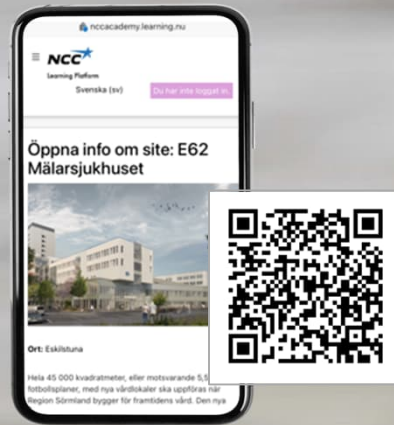 nccacademy.learning.nu
NCC
Learning Platform
Svenska (sv)
Du har inte loggat in.
Öppna info om site: E62
Mälarsjukhuset
Ort: Eskilstuna
Hela 45 000 kvadratmeter, eller motsvarande 5,5
fotbollsplaner, med nya vårdlokaler ska uppföras när
Region Sörmland bygger för framtidens vård. Den nya